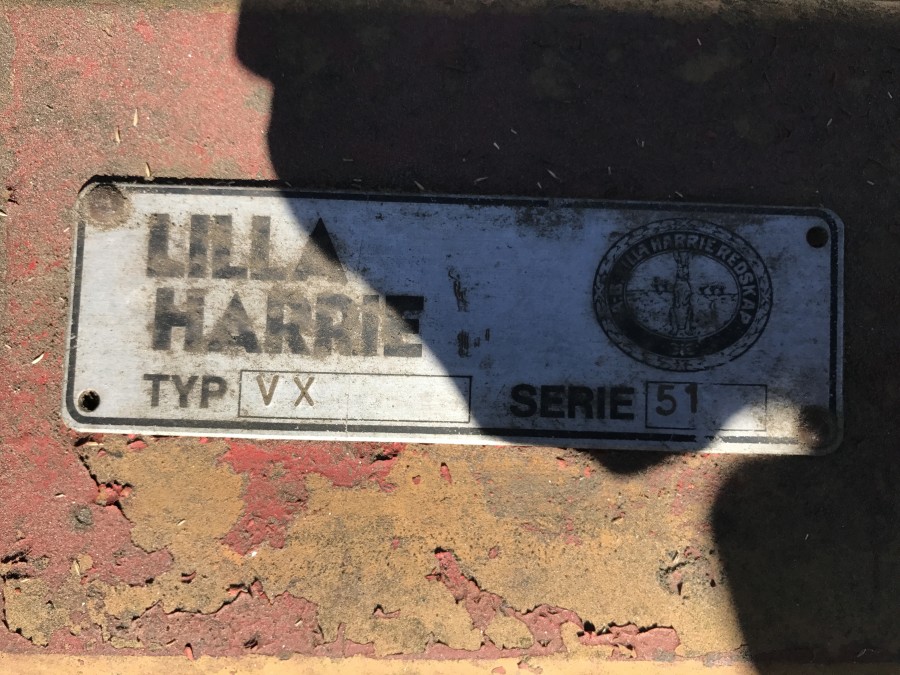 LILLA
HARRIE
TYP VX
SERIE 51
LILLA HARRIE REDSKAP